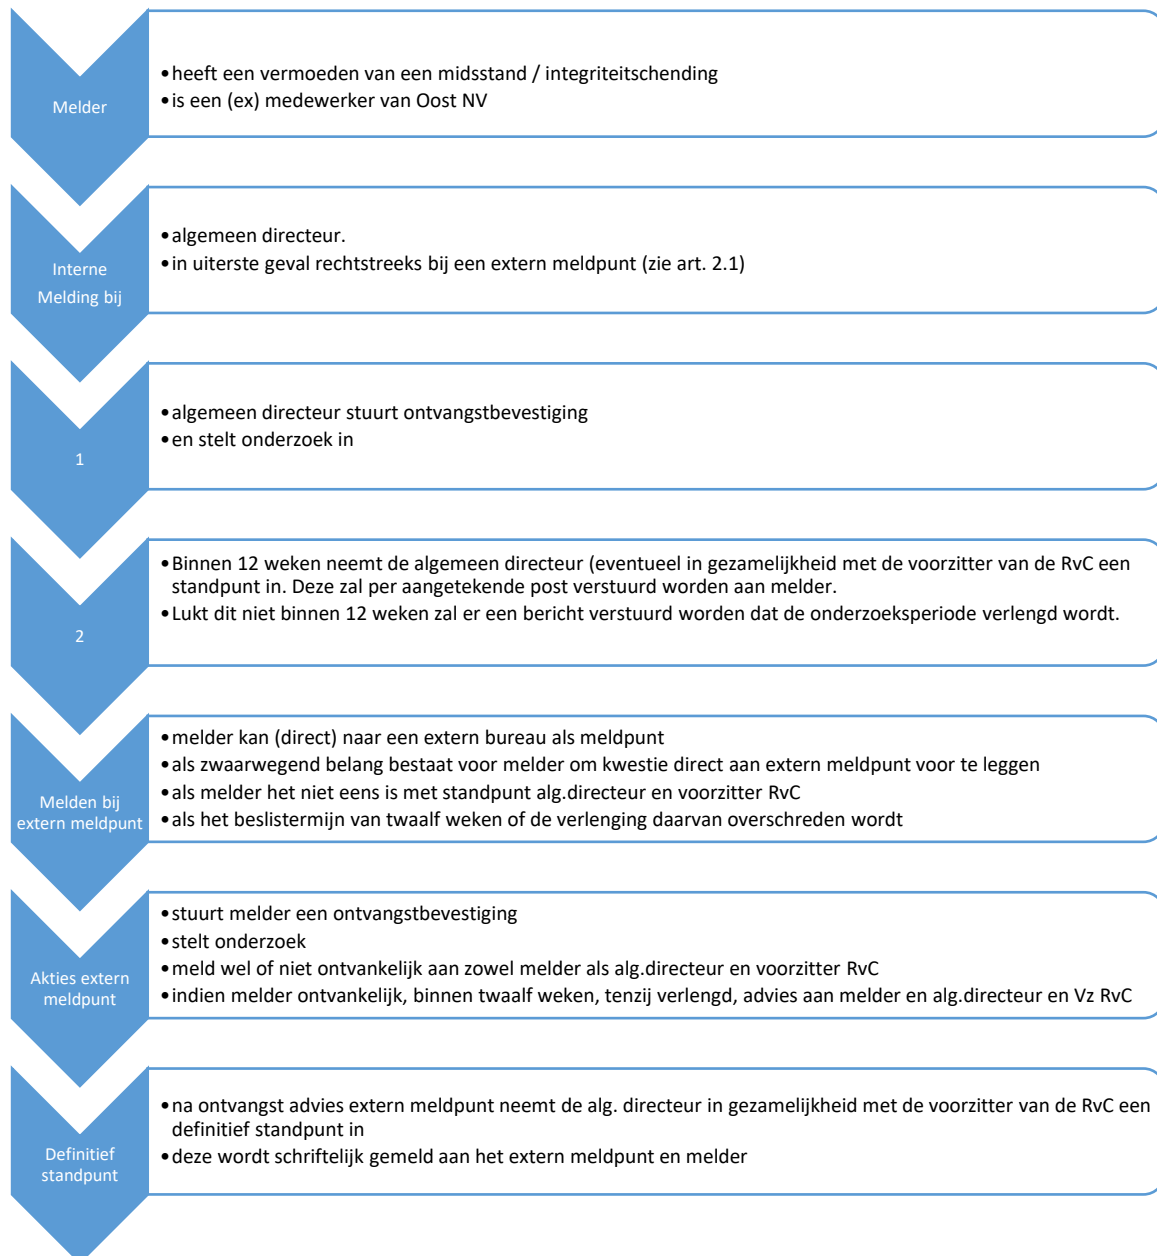 Melder
•heeft een vermoeden van een midsstand / integriteitschending
•is een (ex) medewerker van Oost NV
Interne
Melding bij
•algemeen directeur.
•in uiterste geval rechtstreeks bij een extern meldpunt (zie art. 2.1)
1
•algemeen directeur stuurt ontvangstbevestiging
•en stelt onderzoek in
2
•Binnen 12 weken neemt de algemeen directeur (eventueel in gezamelijkheid met de voorzitter van de RvC een
standpunt in. Deze zal per aangetekende post verstuurd worden aan melder.
•Lukt dit niet binnen 12 weken zal er een bericht verstuurd worden dat de onderzoeksperiode verlengd wordt.
Melden bij
extern meldpunt
•melder kan (direct) naar een extern bureau als meldpunt
•als zwaarwegend belang bestaat voor melder om kwestie direct aan extern meldpunt voor te leggen
•als melder het niet eens is met standpunt alg.directeur en voorzitter RvC
•als het beslistermijn van twaalf weken of de verlenging daarvan overschreden wordt
Akties extern
meldpunt
•stuurt melder een ontvangstbevestiging
•stelt onderzoek
•meld wel of niet ontvankelijk aan zowel melder als alg.directeur en voorzitter RvC
•indien melder ontvankelijk, binnen twaalf weken, tenzij verlengd, advies aan melder en alg.directeur en Vz RvC
Definitief
standpunt
•na ontvangst advies extern meldpunt neemt de alg. directeur in gezamelijkheid met de voorzitter van de RvC een
definitief standpunt in
•deze wordt schriftelijk gemeld aan het extern meldpunt en melder